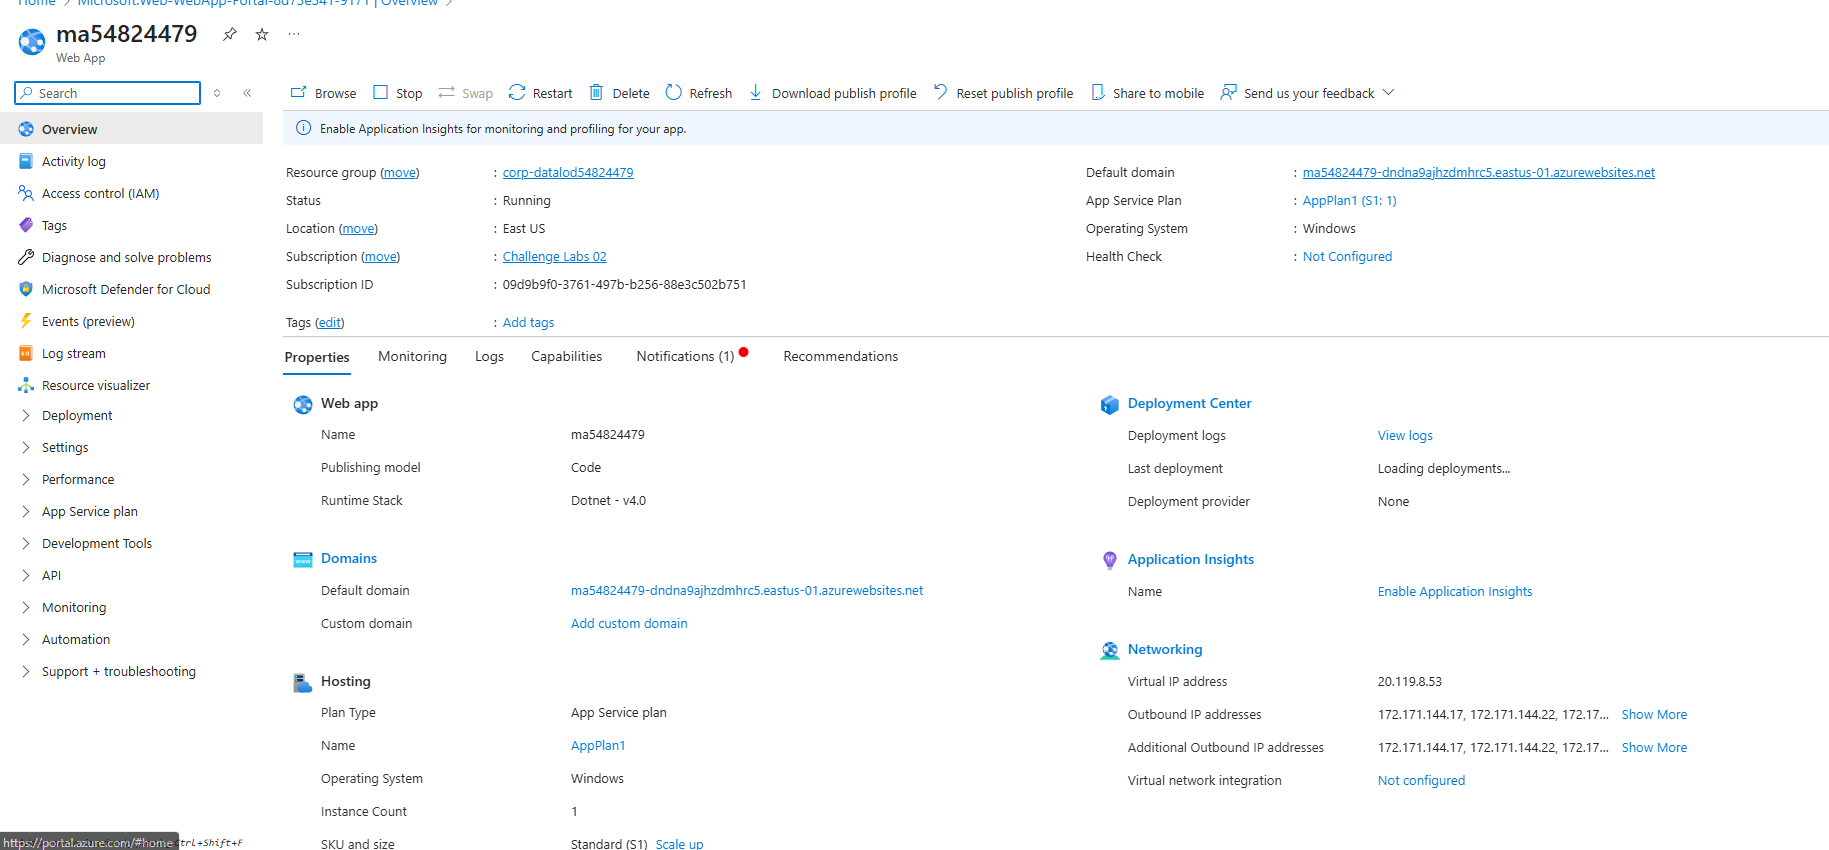 Home > Microsoft.Web-WebApp-Portal-8d75e541-9171 | Overview >
ma54824479
Web App
Search
Browse Stop Swap Restart Delete Refresh Download publish profile Reset publish profile Share to mobile Send us your feedback
Overview
Activity log
Access control (IAM)
Tags
Diagnose and solve problems
Microsoft Defender for Cloud
Events (preview)
Log stream
Resource visualizer
Deployment
Settings
Performance
App Service plan
Development Tools
API
Monitoring
Automation
Support + troubleshooting
Enable Application Insights for monitoring and profiling for your app.
Resource group (move) : corp-datalod54824479
Status : Running
Location (move) : East US
Subscription (move) : Challenge Labs 02
Subscription ID : 09d9b9f0-3761-497b-b256-88e3c502b751
Tags (edit) : Add tags
Default domain : ma54824479-dndna9ajhzdmhrc5.eastus-01.azurewebsites.net
App Service Plan : AppPlan1 (S1: 1)
Operating System : Windows
Health Check : Not Configured
Properties Monitoring Logs Capabilities Notifications (1) Recommendations
Web app
Name ma54824479
Publishing model Code
Runtime Stack Dotnet - v4.0
Domains
Default domain ma54824479-dndna9ajhzdmhrc5.eastus-01.azurewebsites.net
Custom domain Add custom domain
Hosting
Plan Type App Service plan
Name AppPlan1
Operating System Windows
Instance Count 1
SKU and size Standard (S1) Scale up
Deployment Center
Deployment logs View logs
Last deployment Loading deployments...
Deployment provider None
Application Insights
Name Enable Application Insights
Networking
Virtual IP address 20.119.8.53
Outbound IP addresses 172.171.144.17, 172.171.144.22, 172.17... Show More
Additional Outbound IP addresses 172.171.144.17, 172.171.144.22, 172.17... Show More
Virtual network integration Not configured
https://portal.azure.com/#home Ctrl+Shift+F